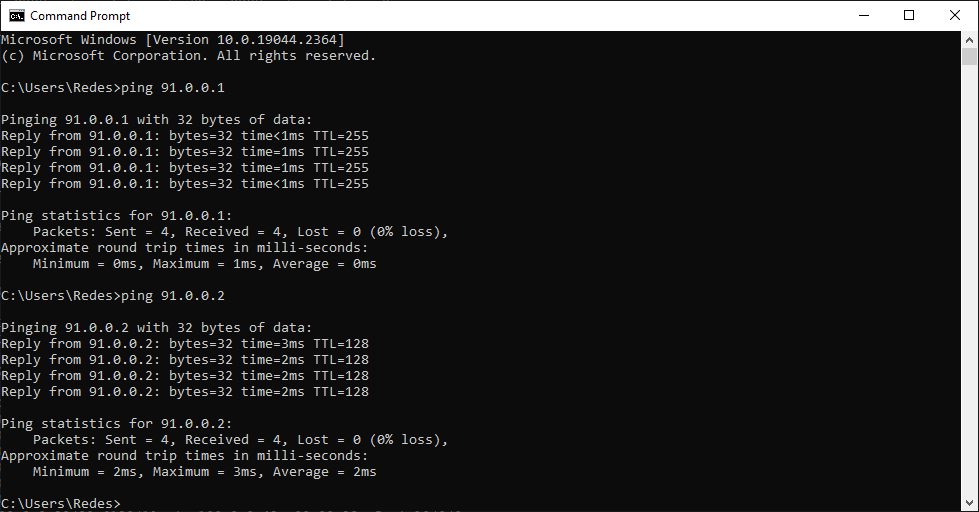 Command Prompt
Microsoft Windows [Version 10.0.19044.2364]
(c) Microsoft Corporation. All rights reserved.
C:\Users\Redes>ping 91.0.0.1
Pinging 91.0.0.1 with 32 bytes of data:
Reply from 91.0.0.1: bytes=32 time<1ms TTL=255
Reply from 91.0.0.1: bytes=32 time=1ms TTL=255
Reply from 91.0.0.1: bytes=32 time=1ms TTL=255
Reply from 91.0.0.1: bytes=32 time<1ms TTL=255
Ping statistics for 91.0.0.1:
    Packets: Sent = 4, Received = 4, Lost = 0 (0% loss),
Approximate round trip times in milli-seconds:
    Minimum = 0ms, Maximum = 1ms, Average = 0ms
C:\Users\Redes>ping 91.0.0.2
Pinging 91.0.0.2 with 32 bytes of data:
Reply from 91.0.0.2: bytes=32 time=3ms TTL=128
Reply from 91.0.0.2: bytes=32 time=2ms TTL=128
Reply from 91.0.0.2: bytes=32 time=2ms TTL=128
Reply from 91.0.0.2: bytes=32 time=2ms TTL=128
Ping statistics for 91.0.0.2:
    Packets: Sent = 4, Received = 4, Lost = 0 (0% loss),
Approximate round trip times in milli-seconds:
    Minimum = 2ms, Maximum = 3ms, Average = 2ms
C:\Users\Redes>